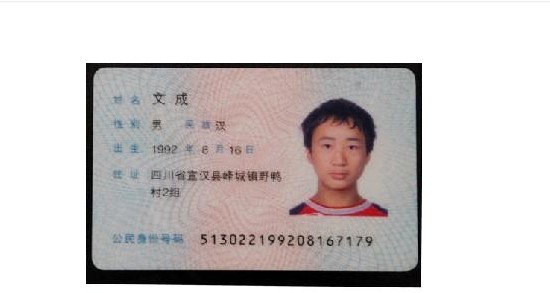 姓名 文成
性别 男 民族 汉
出生 1992 年 8 月 16 日
住址 四川省宣汉县峰城镇野鸭
村2组
公民身份号码 513022199208167179